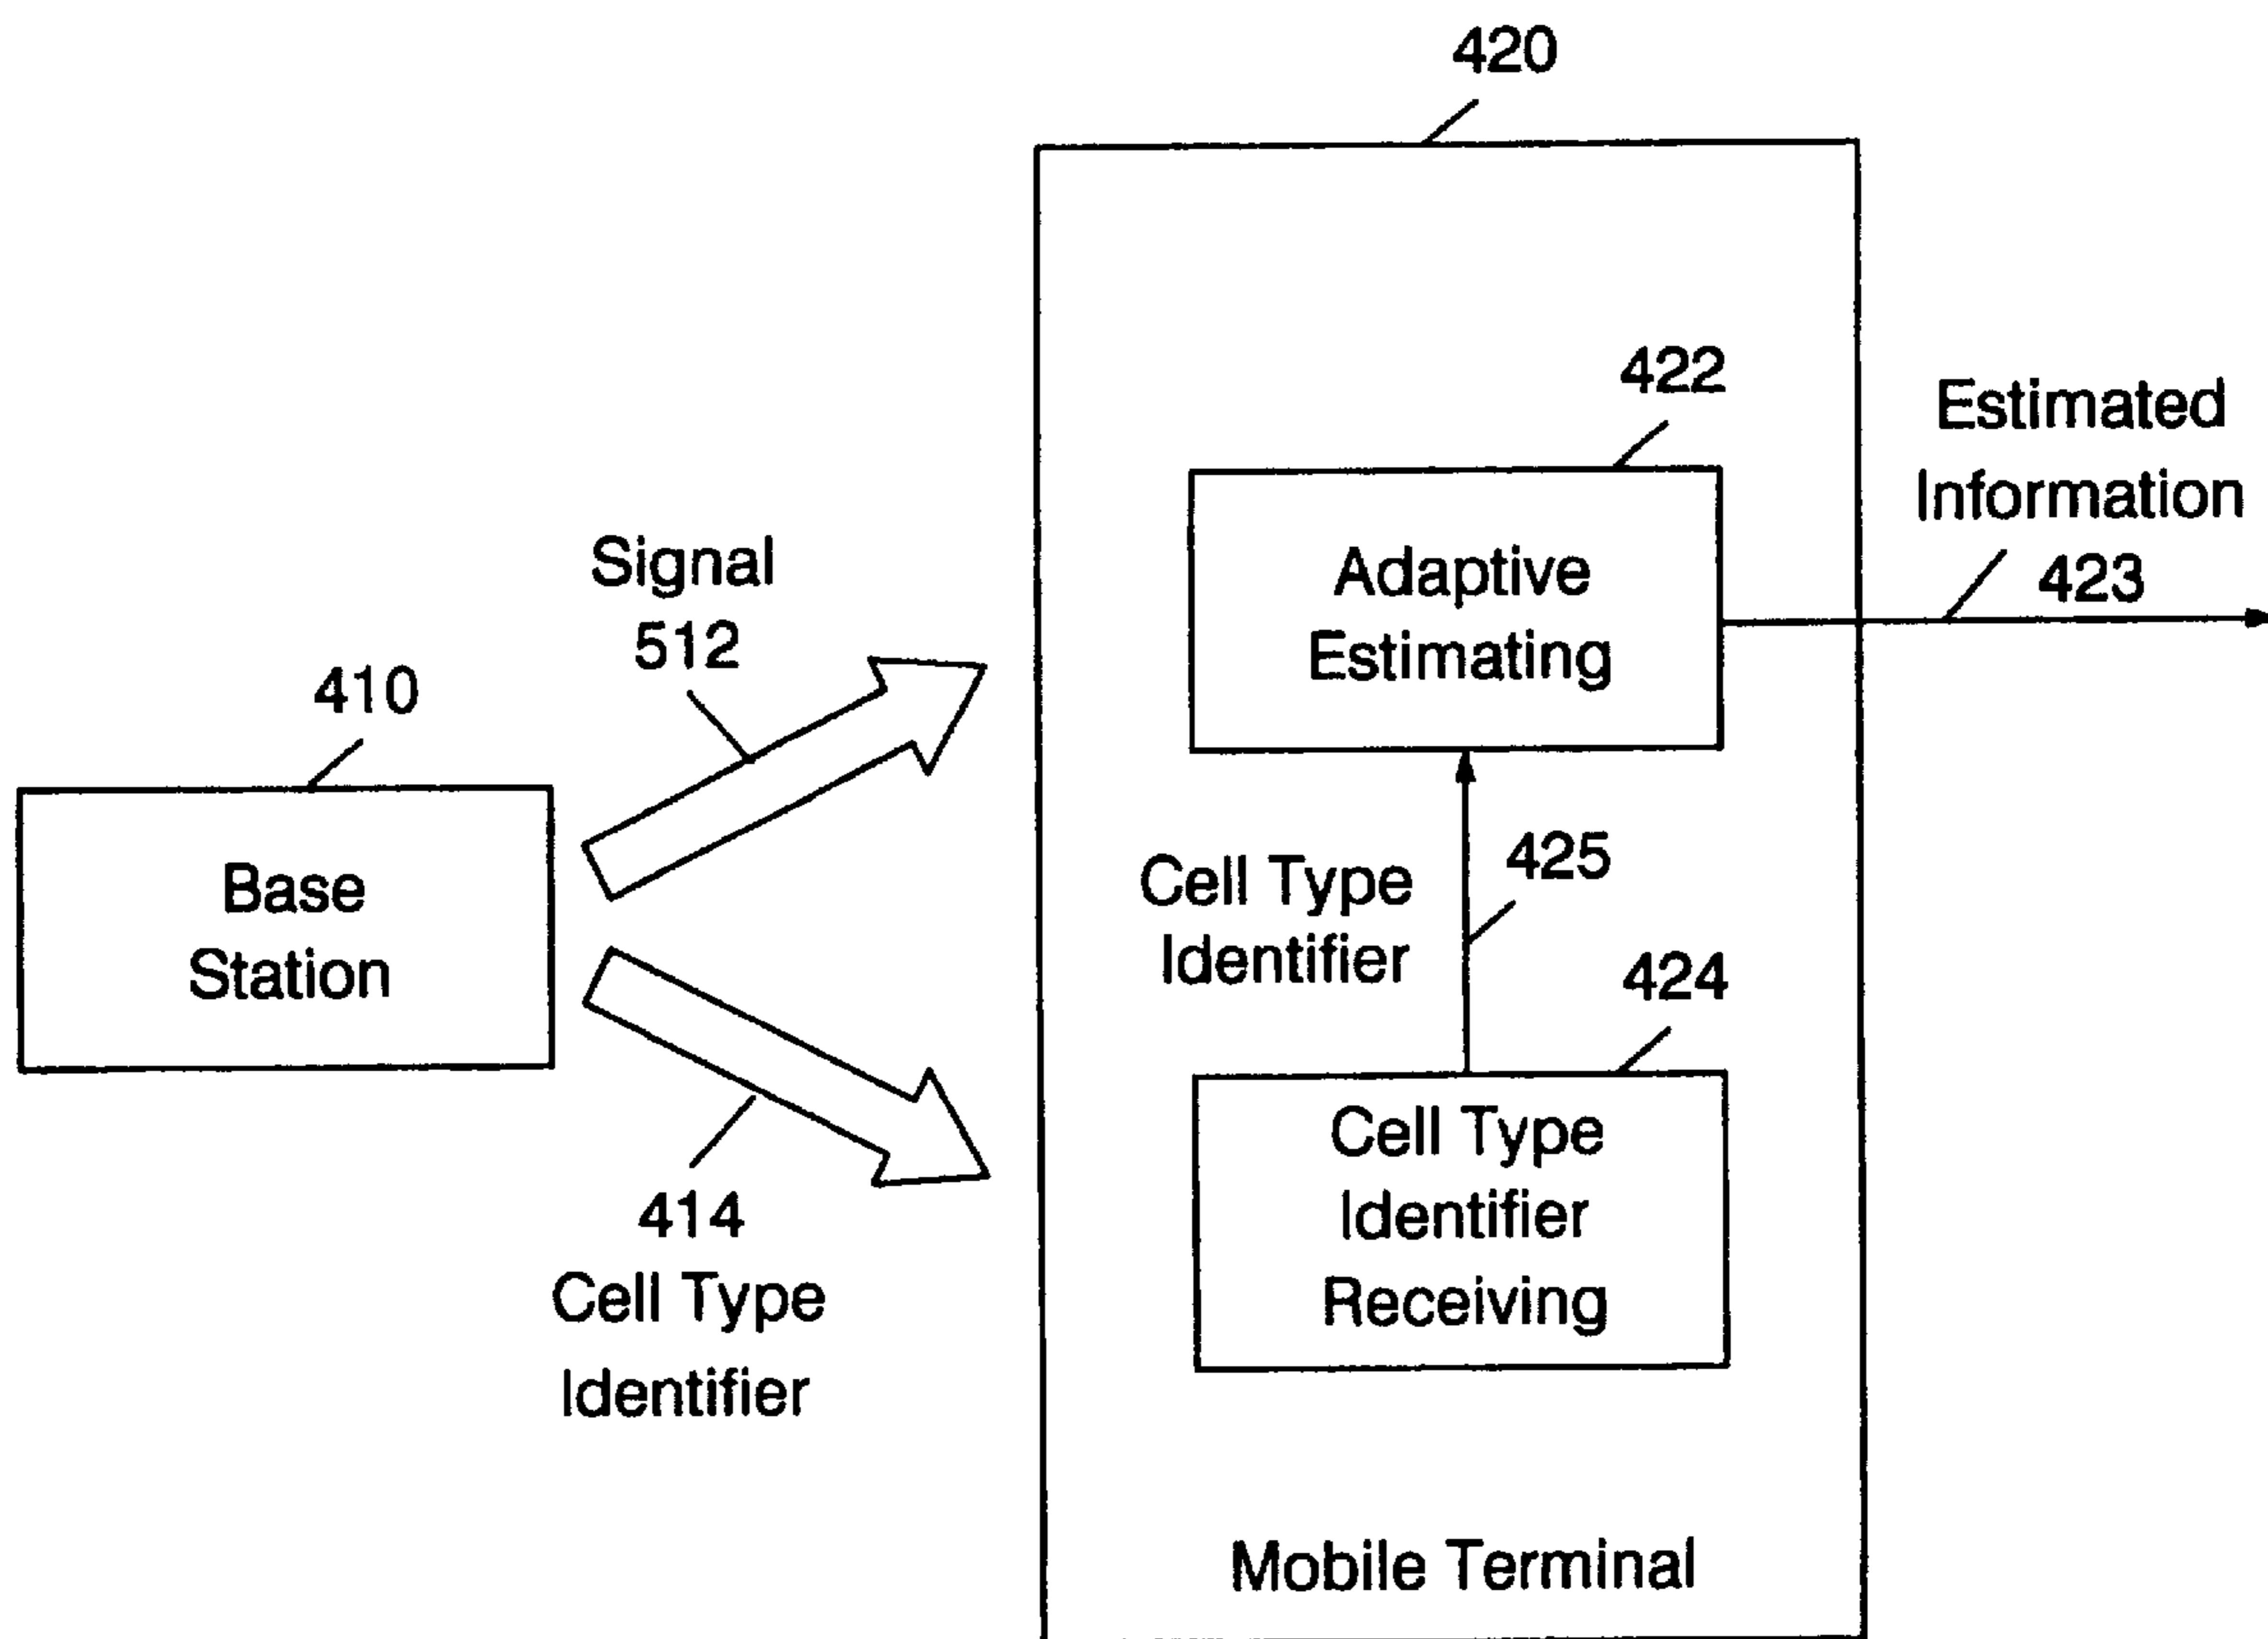 420
422
Estimated
Information
423
Signal
512
Adaptive
Estimating
410
Base
Station
Cell Type
Identifier
425
424
414
Cell Type
Identifier
Cell Type
Identifier
Receiving
Mobile Terminal